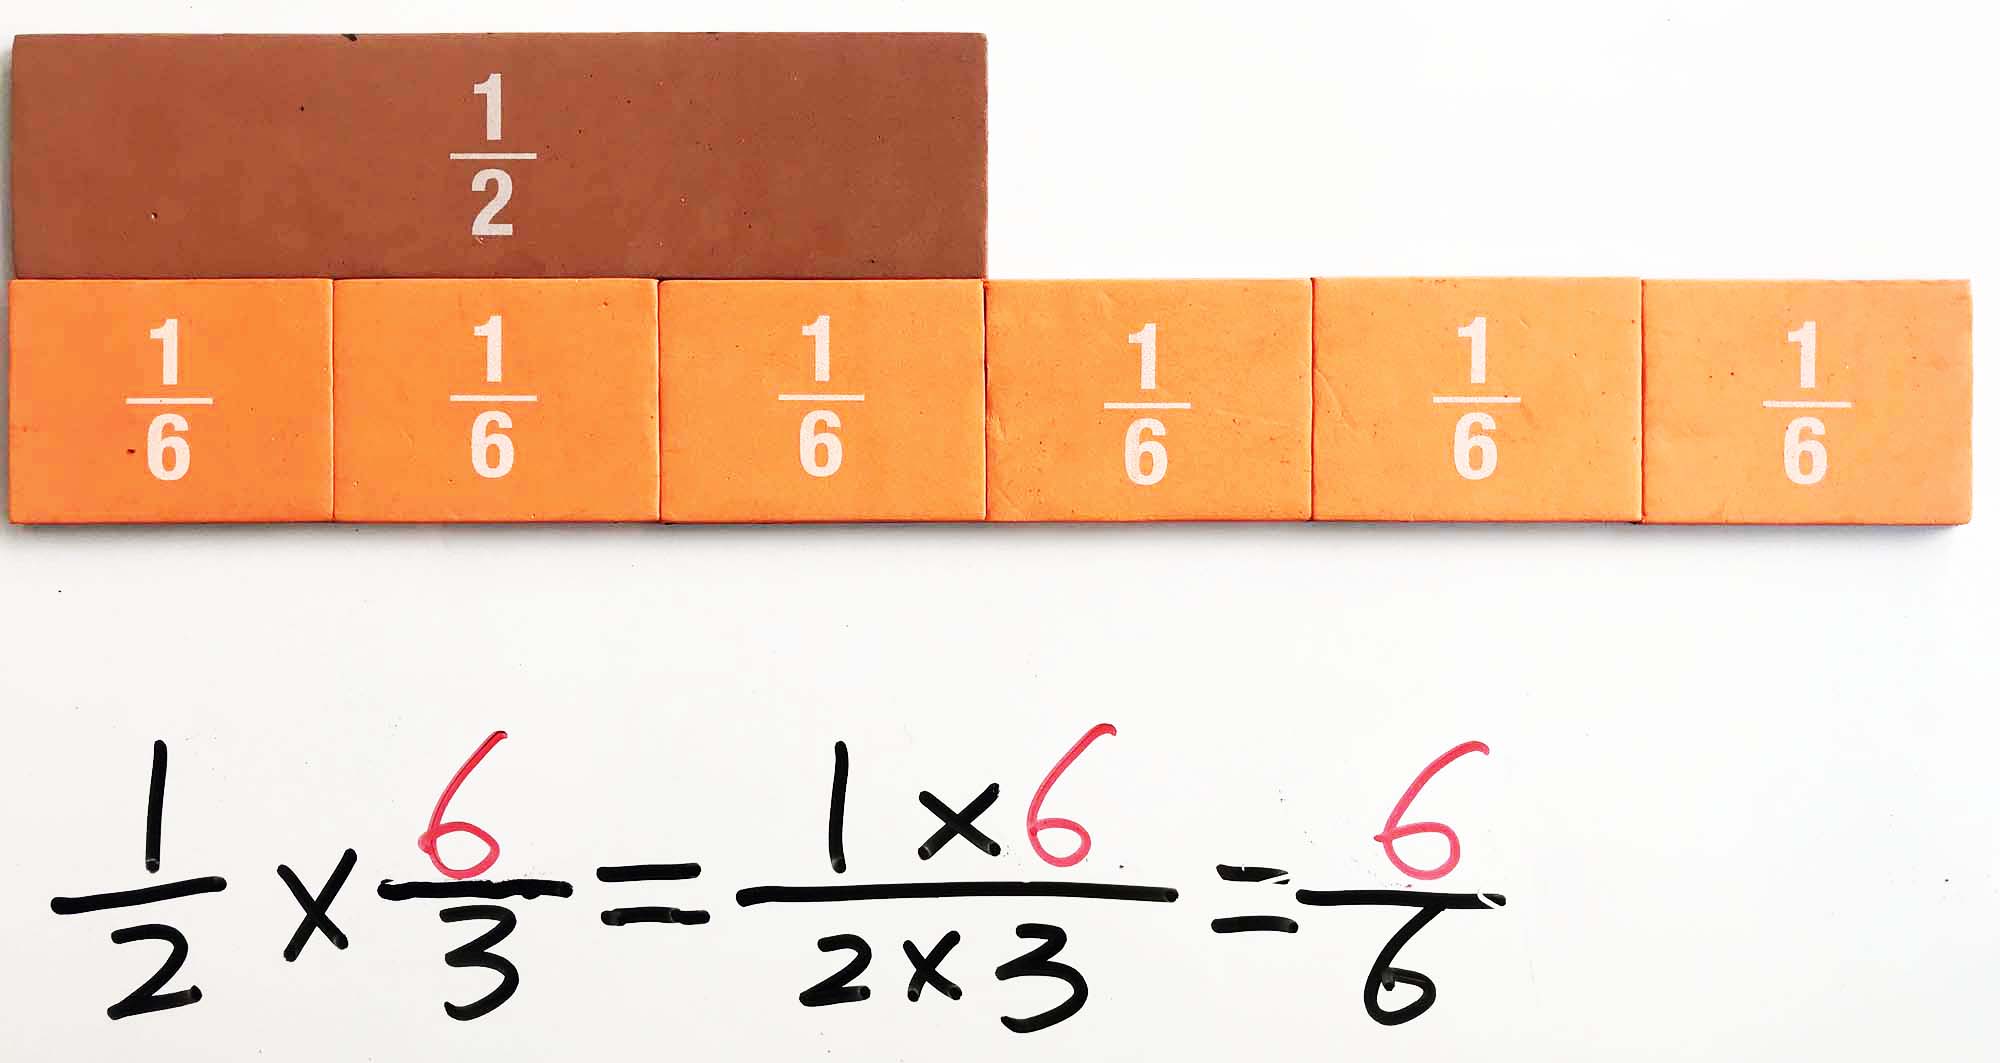 1/2
1/6 1/6 1/6 1/6 1/6 1/6
1/2 × 6/3 = 1 × 6/2 × 3 = 6/6